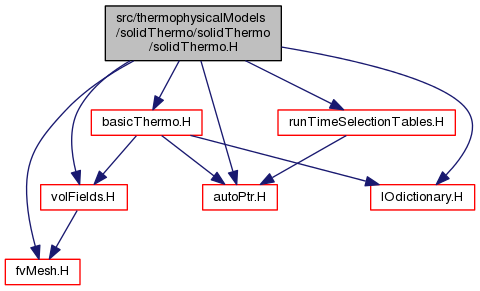 src/thermophysicalModels
/solidThermo/solidThermo
/solidThermo.H
basicThermo.H
runTimeSelectionTables.H
volFields.H
autoPtr.H
IOdictionary.H
fvMesh.H